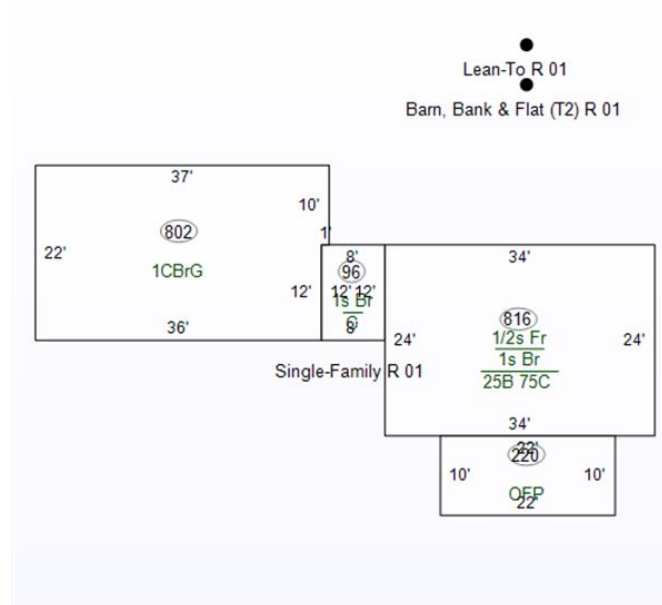 Lean-To R 01
Barn, Bank & Flat (T2) R 01
37'
10'
802
22'
1CBrG
1'
12'
36'
8'
96
12' 12'
1s Br
C
8'
34'
816
24'
1/2s Fr
1s Br
25B 75C
24'
34'
Single-Family R 01
22'
220
10'
10'
OFP
22'